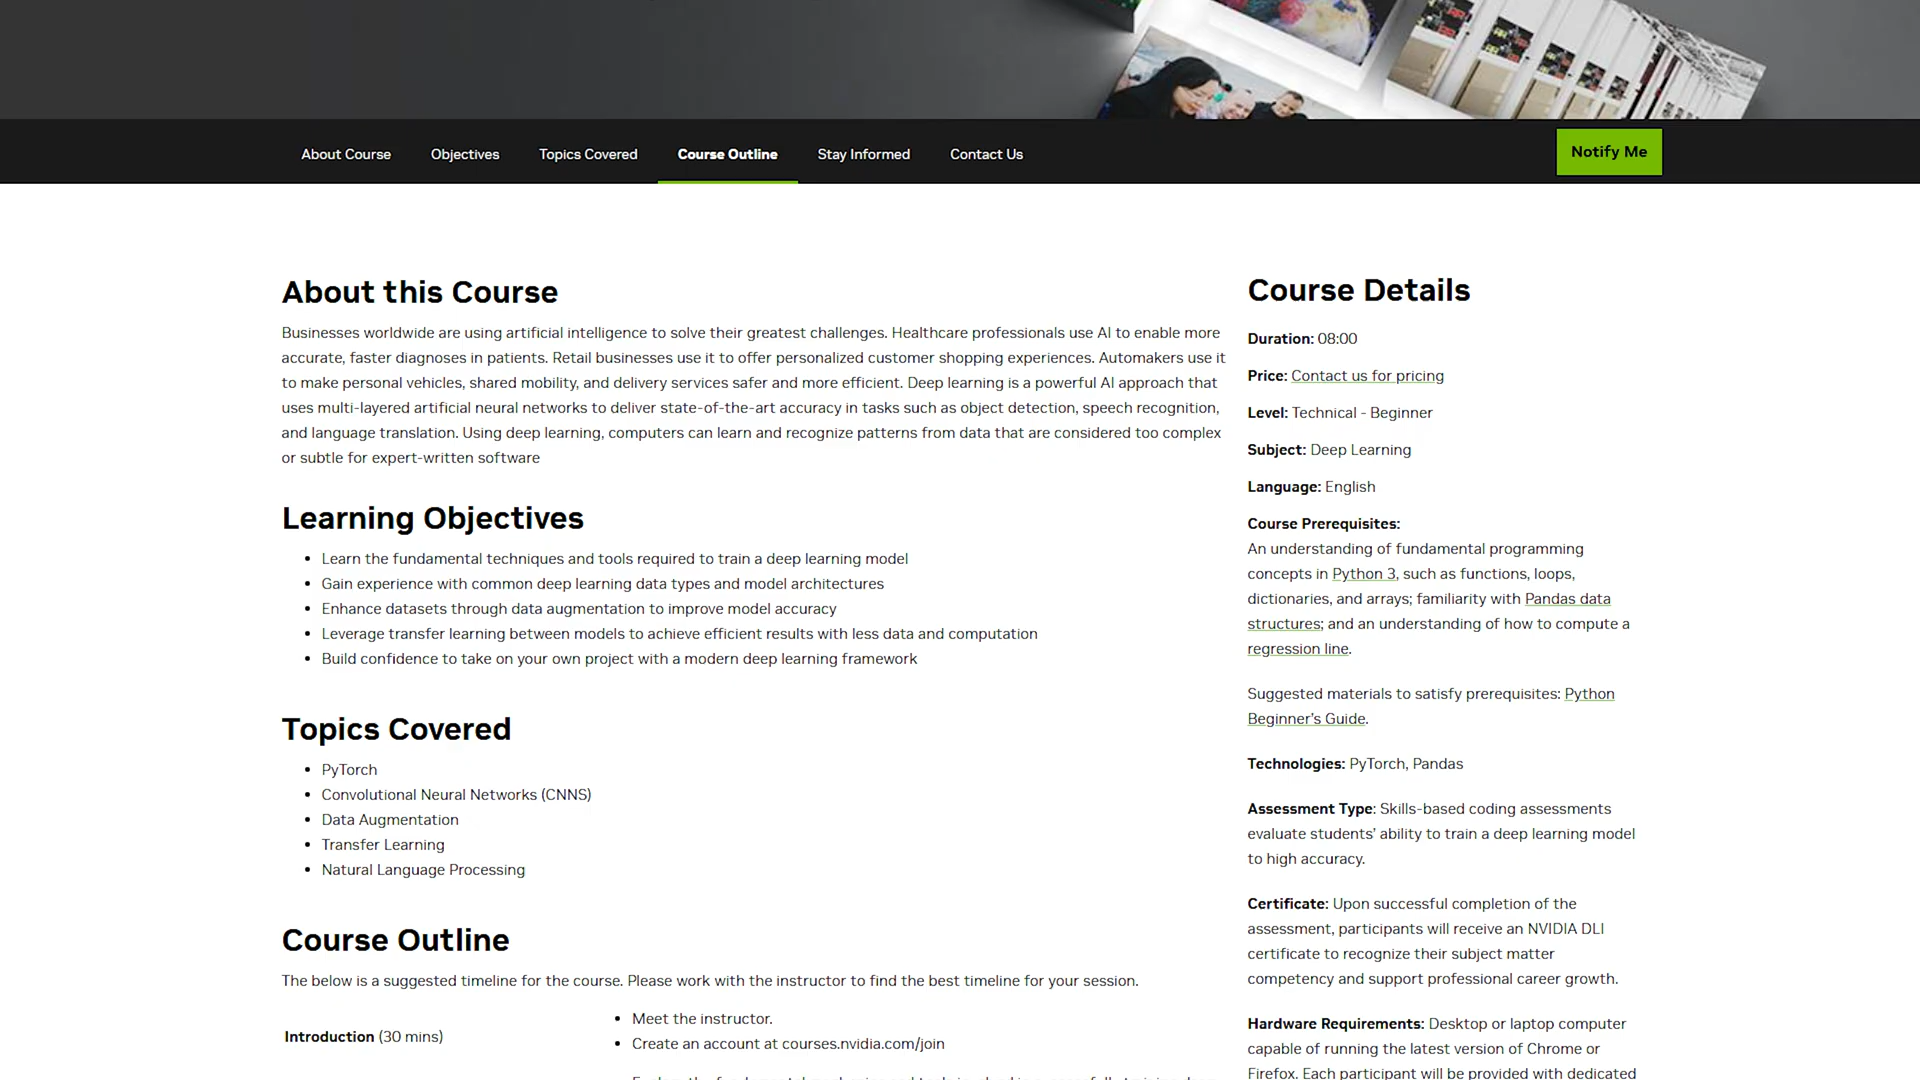 About Course
Objectives
Topics Covered
Course Outline
Stay Informed
Contact Us
Notify Me
About this Course
Businesses worldwide are using artificial intelligence to solve their greatest challenges. Healthcare professionals use AI to enable more
accurate, faster diagnoses in patients. Retail businesses use it to offer personalized customer shopping experiences. Automakers use it
to make personal vehicles, shared mobility, and delivery services safer and more efficient. Deep learning is a powerful AI approach that
uses multi-layered artificial neural networks to deliver state-of-the-art accuracy in tasks such as object detection, speech recognition,
and language translation. Using deep learning, computers can learn and recognize patterns from data that are considered too complex
or subtle for expert-written software
Learning Objectives
• Learn the fundamental techniques and tools required to train a deep learning model
• Gain experience with common deep learning data types and model architectures
• Enhance datasets through data augmentation to improve model accuracy
• Leverage transfer learning between models to achieve efficient results with less data and computation
• Build confidence to take on your own project with a modern deep learning framework
Topics Covered
• PyTorch
• Convolutional Neural Networks (CNNS)
• Data Augmentation
• Transfer Learning
• Natural Language Processing
Course Outline
The below is a suggested timeline for the course. Please work with the instructor to find the best timeline for your session.
Introduction (30 mins)
• Meet the instructor.
• Create an account at courses.nvidia.com/join
Course Details
Duration: 08:00
Price: Contact us for pricing
Level: Technical - Beginner
Subject: Deep Learning
Language: English
Course Prerequisites:
An understanding of fundamental programming
concepts in Python 3, such as functions, loops,
dictionaries, and arrays; familiarity with Pandas data
structures; and an understanding of how to compute a
regression line.
Suggested materials to satisfy prerequisites: Python
Beginner’s Guide.
Technologies: PyTorch, Pandas
Assessment Type: Skills-based coding assessments
evaluate students’ ability to train a deep learning model
to high accuracy.
Certificate: Upon successful completion of the
assessment, participants will receive an NVIDIA DLI
certificate to recognize their subject matter
competency and support professional career growth.
Hardware Requirements: Desktop or laptop computer
capable of running the latest version of Chrome or
Firefox. Each participant will be provided with dedicated